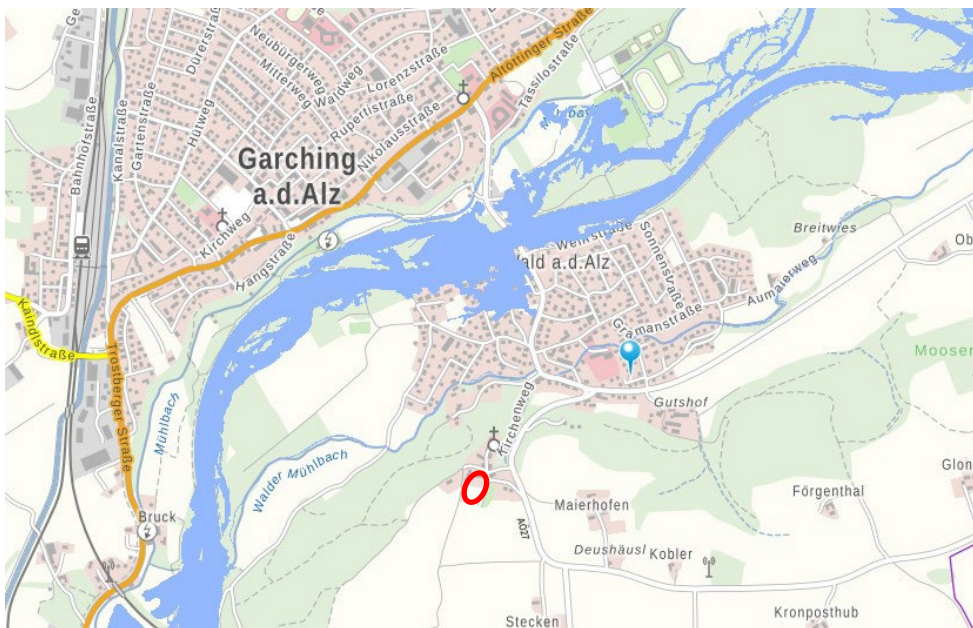 Altöttinger Straße
Dürerstraße
Neubürgerweg
Mitterweg
Waldweg
Lorenzstraße
Rupertistraße
Nikolausstraße
Tassilostraße
Bahnhofstraße
Kanalstraße
Gartenstraße
Hütweg
Garching
a.d.Alz
Kirchweg
Hangstraße
Kaindlstraße
Trostberger Straße
Mühlbach
Walder Mühlbach
Sonnenstraße
Wald a.d.Alz
Gramanstraße
Aumaierweg
Breitwies
Ob
Mooser
Gutshof
Kirchenweg
Glon
Förgenthal
Maierhofen
AÖ27
Deushäusl
Kobler
Bruck
Stecken
Kronposthub